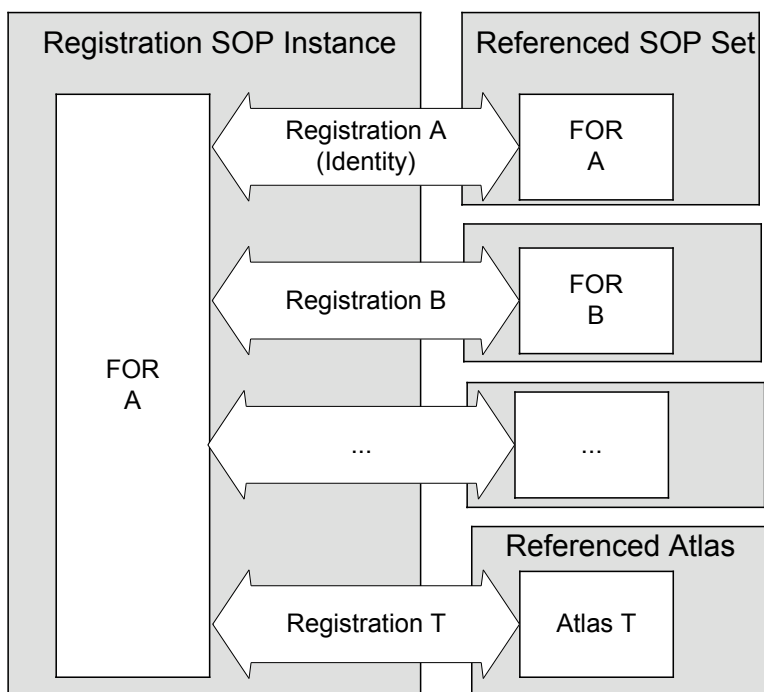 Registration SOP Instance
Referenced SOP Set
Registration A
(Identity)
FOR
A
Registration B
FOR
B
FOR
A
...
...
Referenced Atlas
Registration T
Atlas T